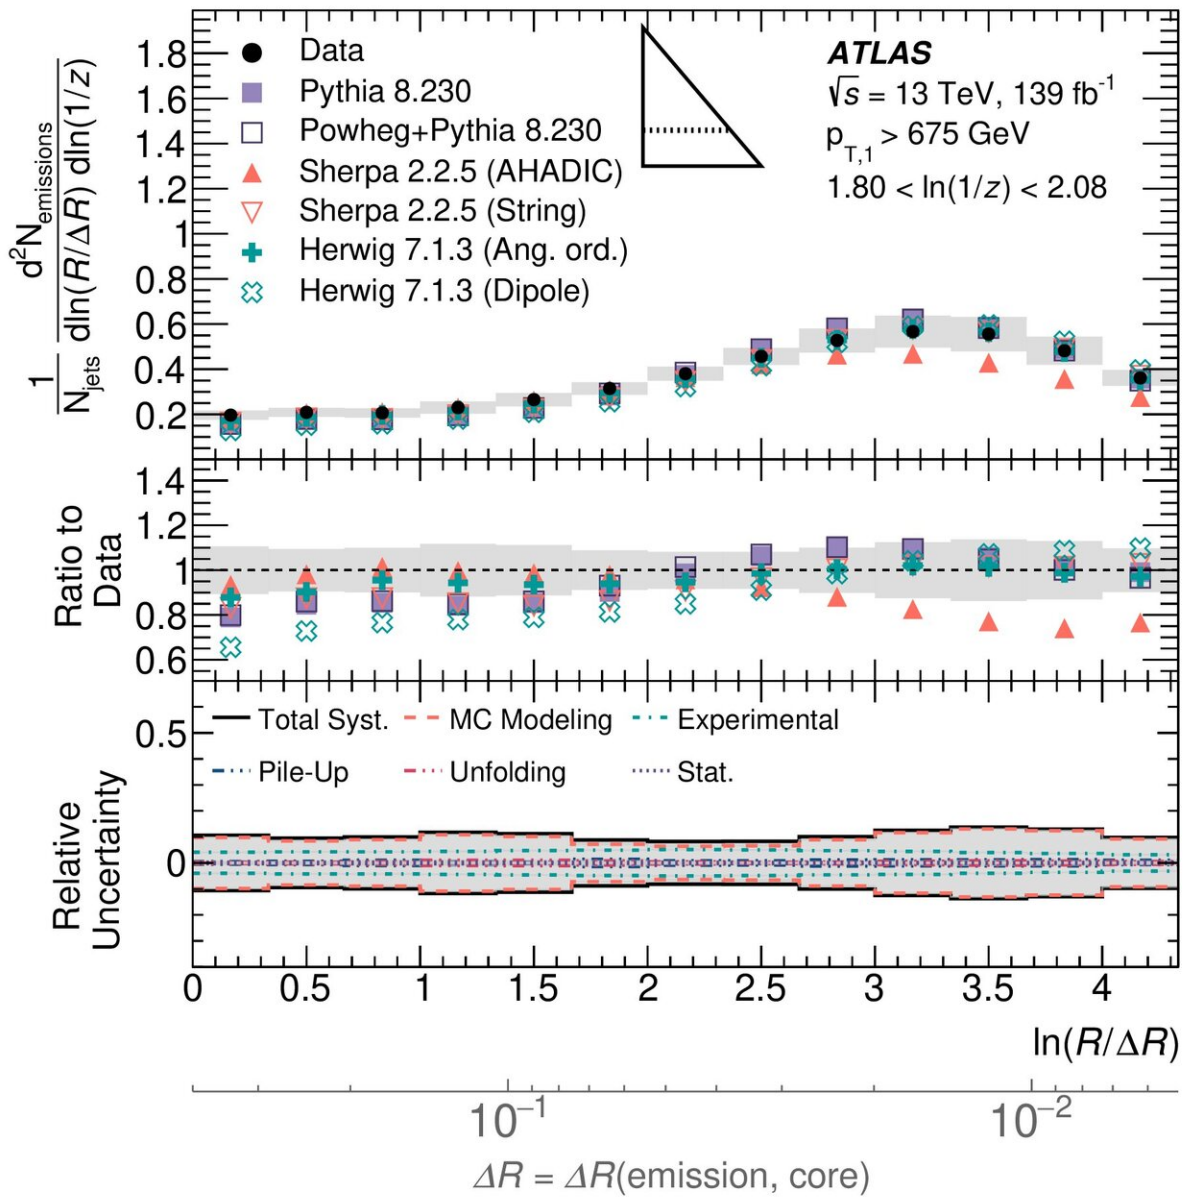 1.8
1.6
1.4
1.2
1
0.8
0.6
0.4
0.2
1/N_jets d²N_emissions/dln(R/ΔR) dln(1/z)
Data
Pythia 8.230
Powheg+Pythia 8.230
Sherpa 2.2.5 (AHADIC)
Sherpa 2.2.5 (String)
Herwig 7.1.3 (Ang. ord.)
Herwig 7.1.3 (Dipole)
ATLAS
√s = 13 TeV, 139 fb⁻¹
p_T,1 > 675 GeV
1.80 < ln(1/z) < 2.08
Ratio to
Data
1.4
1.2
1
0.8
0.6
Relative
Uncertainty
0.5
0
Total Syst. MC Modeling Experimental
Pile-Up Unfolding Stat.
0 0.5 1 1.5 2 2.5 3 3.5 4
ln(R/ΔR)
10⁻¹ 10⁻²
ΔR = ΔR(emission, core)